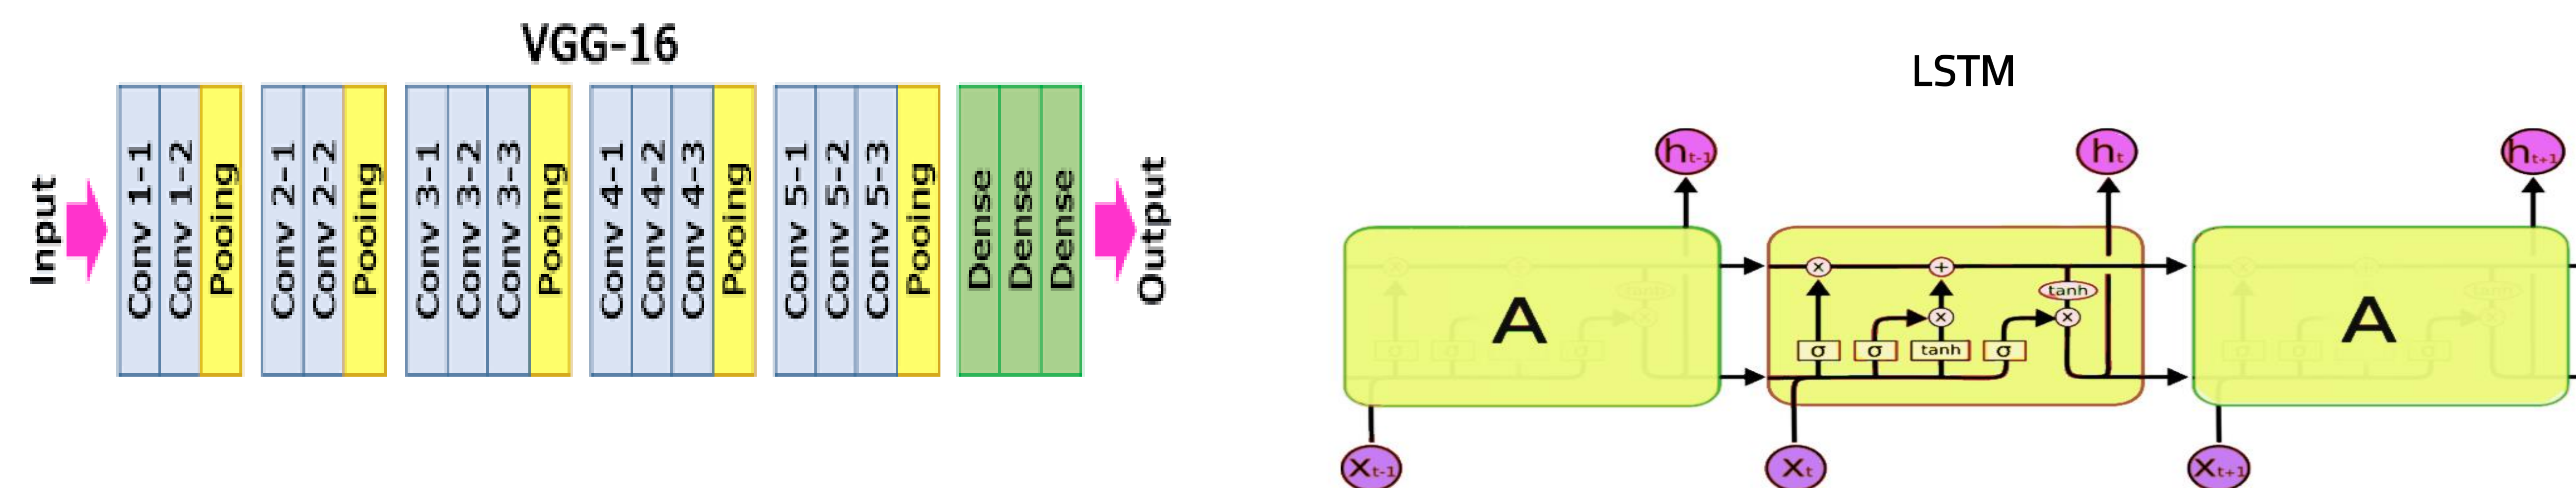 VGG-16
Input
Conv 1-1
Conv 1-2
Pooing
Conv 2-1
Conv 2-2
Pooing
Conv 3-1
Conv 3-2
Conv 3-3
Pooing
Conv 4-1
Conv 4-2
Conv 4-3
Pooing
Conv 5-1
Conv 5-2
Conv 5-3
Pooing
Dense
Dense
Dense
Output
LSTM
ht-1
ht
ht+1
tanh
tanh
tanh
× +
tanh
×
×
A
σ σ tanh σ
A
σ σ σ
σ σ σ
Xt-1
Xt
Xt+1